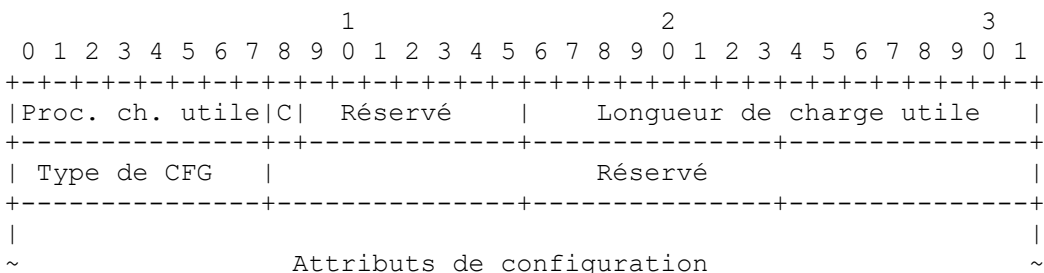 1                   2                   3
 0 1 2 3 4 5 6 7 8 9 0 1 2 3 4 5 6 7 8 9 0 1 2 3 4 5 6 7 8 9 0 1
+-+-+-+-+-+-+-+-+-+-+-+-+-+-+-+-+-+-+-+-+-+-+-+-+-+-+-+-+-+-+-+-+
|Proc. ch. utile|C|  Réservé    |    Longueur de charge utile   |
+---------------+-+-------------+---------------+---------------+
| Type de CFG   |                    Réservé                    |
+---------------+---------------+---------------+---------------+
|                                                               |
~                 Attributs de configuration                    ~